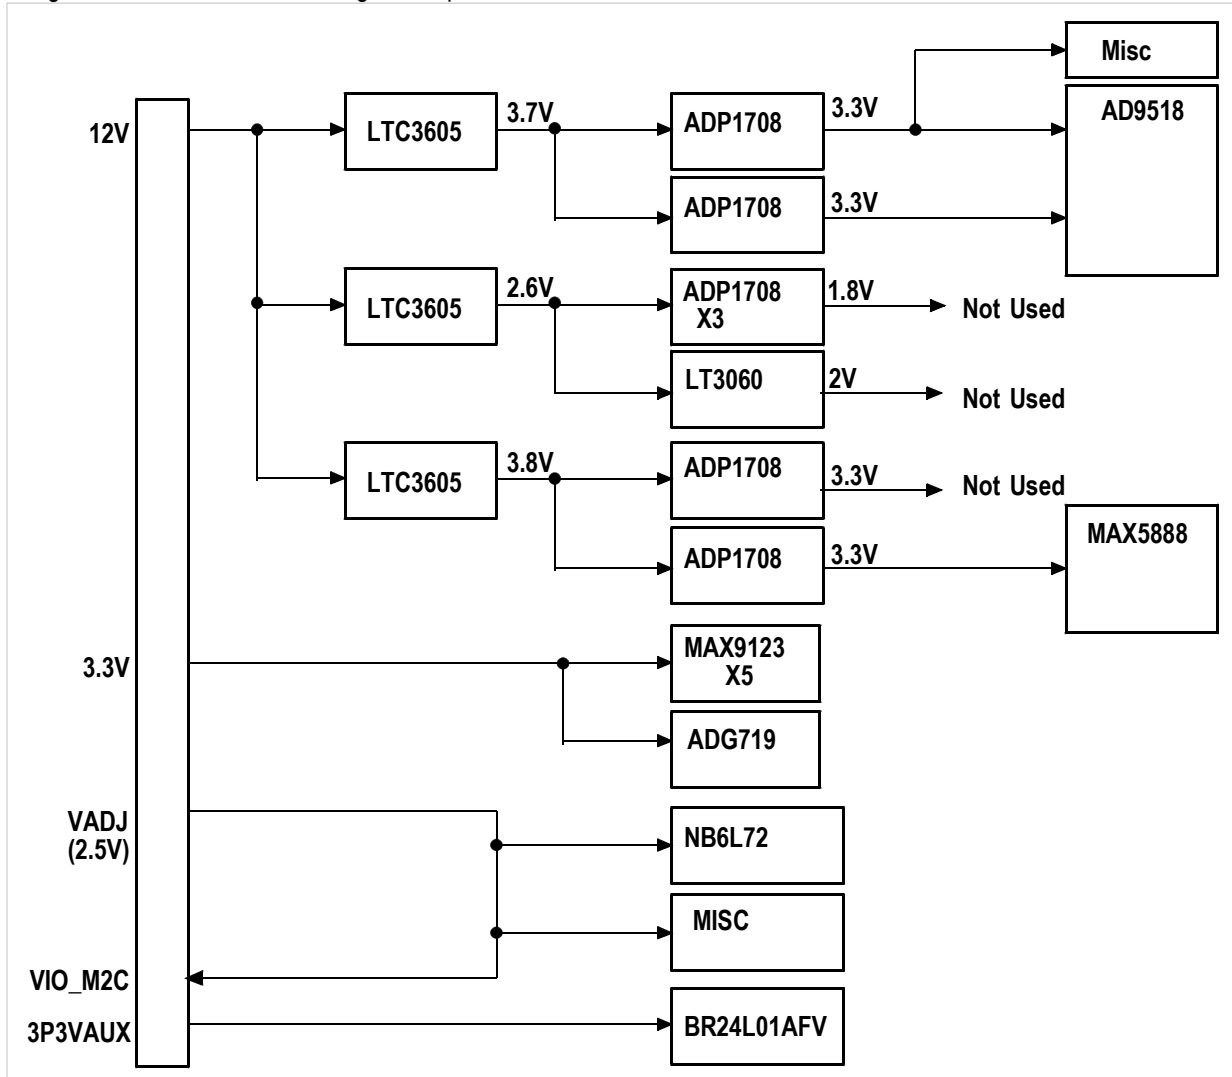 Misc
12V
LTC3605
3.7V
ADP1708
3.3V
AD9518
ADP1708
3.3V
LTC3605
2.6V
ADP1708
X3
1.8V
Not Used
LT3060
2V
Not Used
LTC3605
3.8V
ADP1708
3.3V
Not Used
ADP1708
3.3V
MAX5888
3.3V
MAX9123
X5
ADG719
VADJ
(2.5V)
NB6L72
MISC
VIO_M2C
3P3VAUX
BR24L01AFV